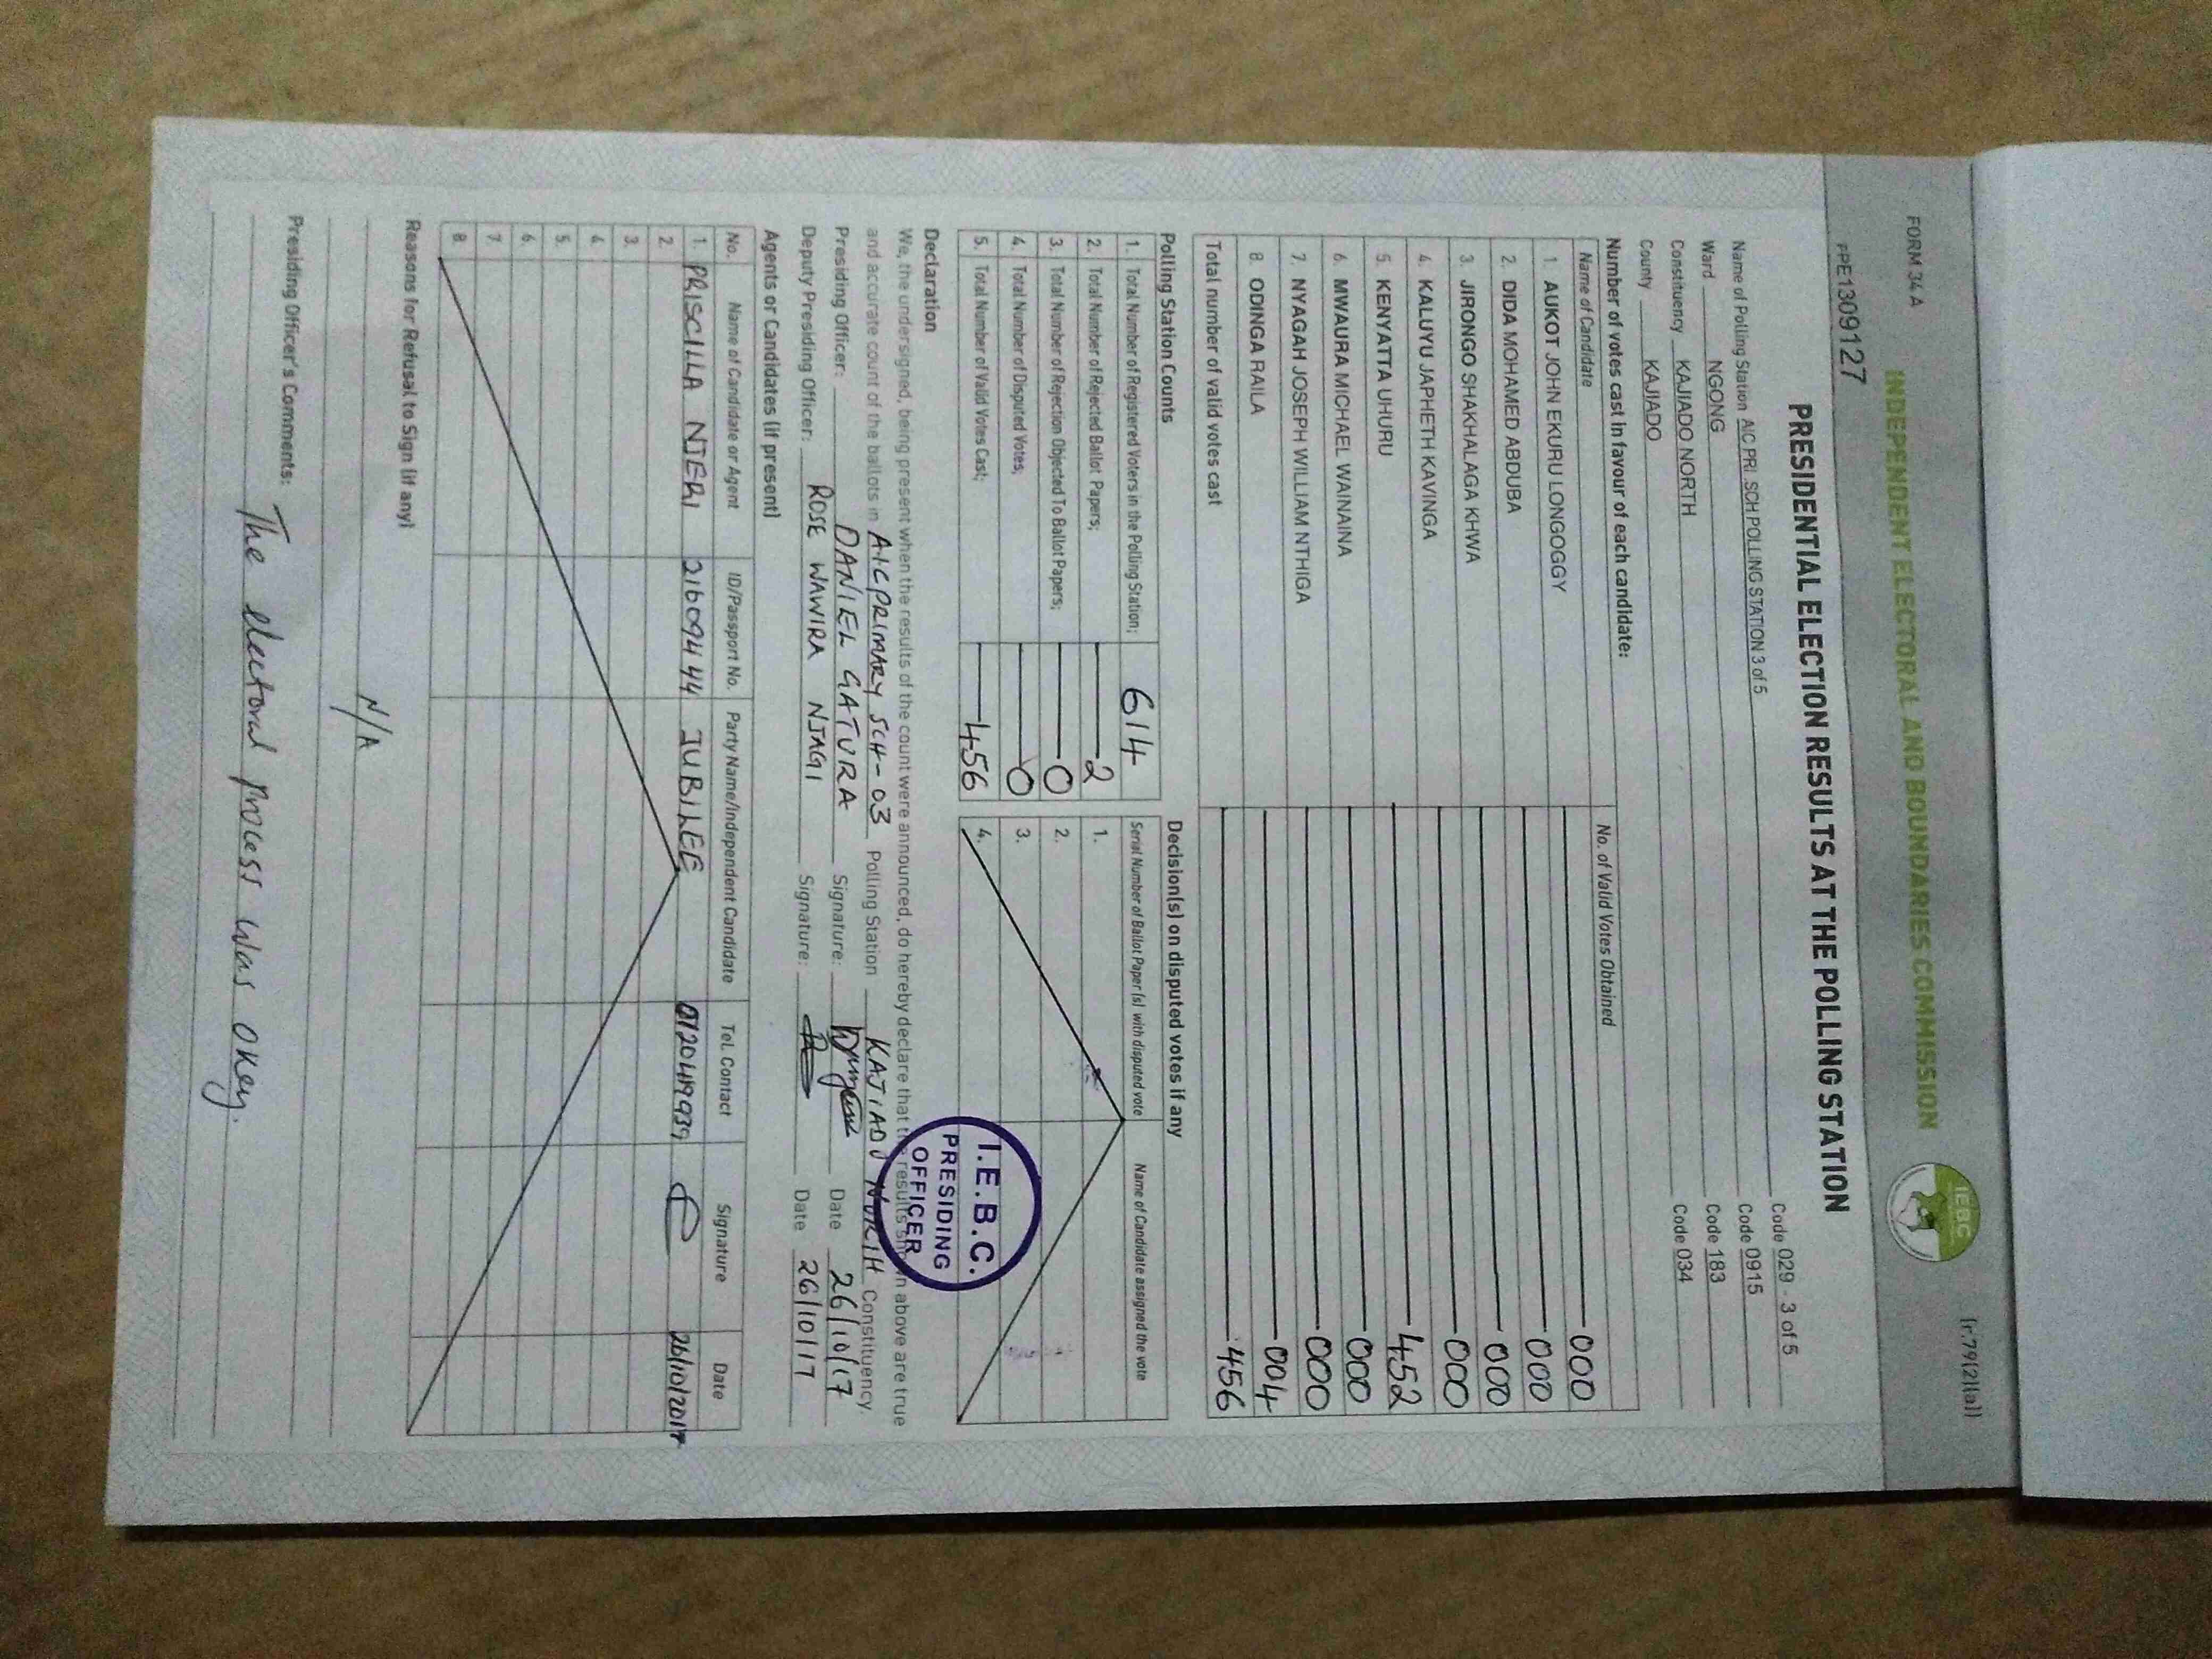 FORM 34 A
[r.79(2)(a)]
INDEPENDENT ELECTORAL AND BOUNDARIES COMMISSION
IEBC
PPE1309127
PRESIDENTIAL ELECTION RESULTS AT THE POLLING STATION
Name of Polling Station AIC PRI. SCH POLLING STATION 3 of 5 Code 029 - 3 of 5
Ward NGONG Code 0915
Constituency KAJIADO NORTH Code 183
County KAJIADO Code 034
Number of votes cast in favour of each candidate:
Name of Candidate No. of Valid Votes Obtained
1. AUKOT JOHN EKURU LONGOGGY 000
2. DIDA MOHAMED ABDUBA 000
3. JIRONGO SHAKHALAGA KHWA 000
4. KALUYU JAPHETH KAVINGA 000
5. KENYATTA UHURU 452
6. MWAURA MICHAEL WAINAINA 000
7. NYAGAH JOSEPH WILLIAM NTHIGA 000
8. ODINGA RAILA 004
Total number of valid votes cast 456
Polling Station Counts
1. Total Number of Registered Voters in the Polling Station; 614
2. Total Number of Rejected Ballot Papers; 2
3. Total Number of Rejection Objected To Ballot Papers; 0
4. Total Number of Disputed Votes; 0
5. Total Number of Valid Votes Cast; 456
Decision(s) on disputed votes if any
Serial Number of Ballot Paper(s) with disputed vote Name of Candidate assigned the vote
1.
2.
3.
4.
Declaration
We, the undersigned, being present when the results of the count were announced, do hereby declare that the results shown above are true
and accurate count of the ballots in AIC PRIMARY SCH-03 Polling Station KAJIADO NORTH Constituency.
Presiding Officer: DANIEL GATURA Signature: Date 26/10/17
Deputy Presiding Officer: ROSE WAWIRA NJAGI Signature: Date 26/10/17
I.E.B.C.
PRESIDING
OFFICER
Agents or Candidates (if present)
No. Name of Candidate or Agent ID/Passport No. Party Name/Independent Candidate Tel. Contact Signature Date
1. PRISCILLA NJERI 21609444 JUBILEE 26/10/2017
2.
3.
4.
5.
6.
7.
8.
Reasons for Refusal to Sign (if any)
N/A
Presiding Officer's Comments:
The electoral process was okey.